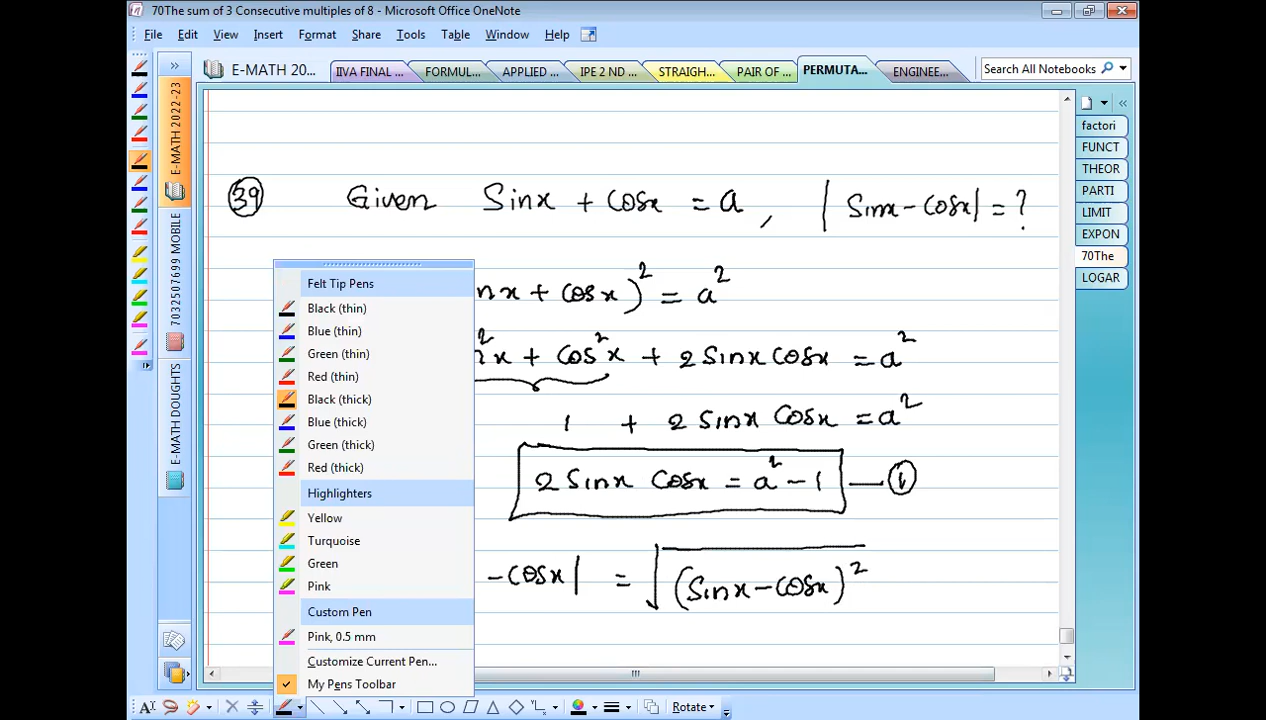 70The sum of 3 Consecutive multiples of 8 - Microsoft Office OneNote
File Edit View Insert Format Share Tools Table Window Help
E-MATH 20... IIVA FINAL ... FORMUL... APPLIED ... IPE 2 ND ... STRAIGH... PAIR OF ... PERMUTA... ENGINEE... Search All Notebooks
E-MATH 2022-23
7032507699 MOBILE
E-MATH DOUGHTS
factori
FUNCT
THEOR
PARTI
LIMIT
EXPON
70The
LOGAR
39 Given Sinx + Cosx = a, |Sinx-Cosx| = ?
nx + Cosx)² = a²
n²x + Cos²x + 2 Sinx Cosx = a²
1 + 2 Sinx Cosx = a²
2 Sinx Cosx = a² - 1 — 1
-Cosx| = √(Sinx-Cosx)²
Felt Tip Pens
Black (thin)
Blue (thin)
Green (thin)
Red (thin)
Black (thick)
Blue (thick)
Green (thick)
Red (thick)
Highlighters
Yellow
Turquoise
Green
Pink
Custom Pen
Pink, 0.5 mm
Customize Current Pen...
My Pens Toolbar
Rotate